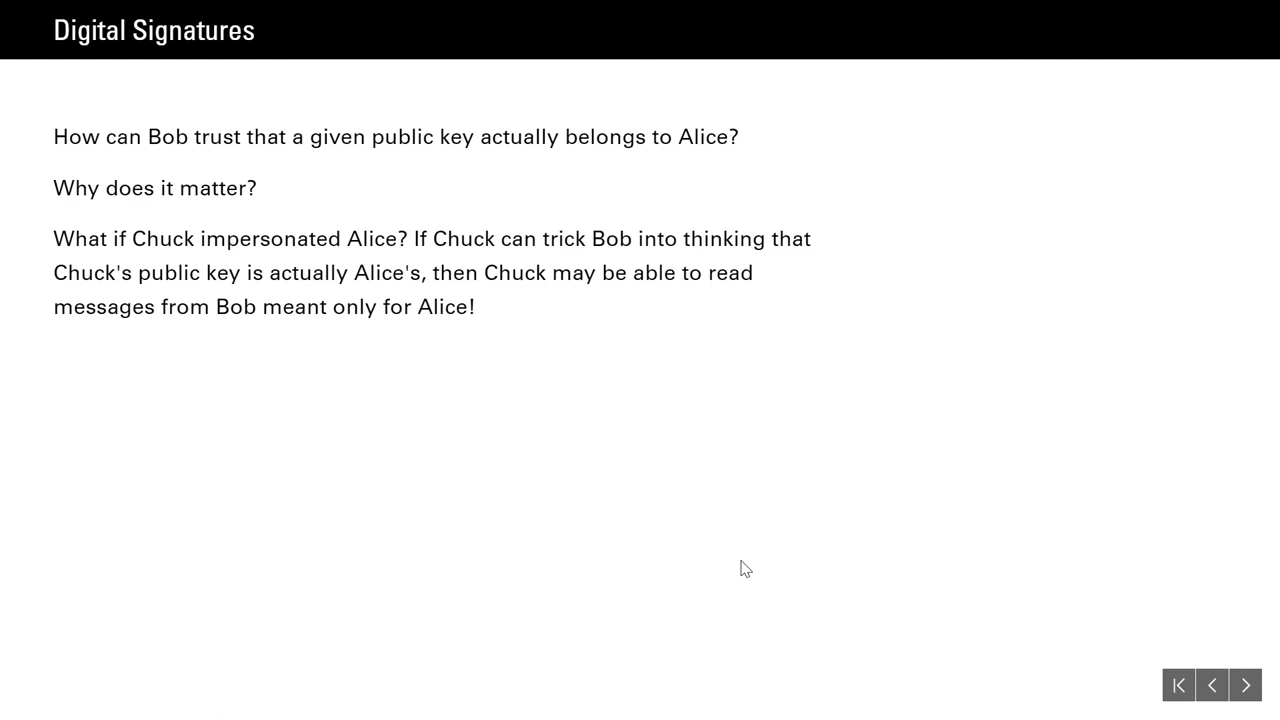 Digital Signatures
How can Bob trust that a given public key actually belongs to Alice?
Why does it matter?
What if Chuck impersonated Alice? If Chuck can trick Bob into thinking that
Chuck's public key is actually Alice's, then Chuck may be able to read
messages from Bob meant only for Alice!